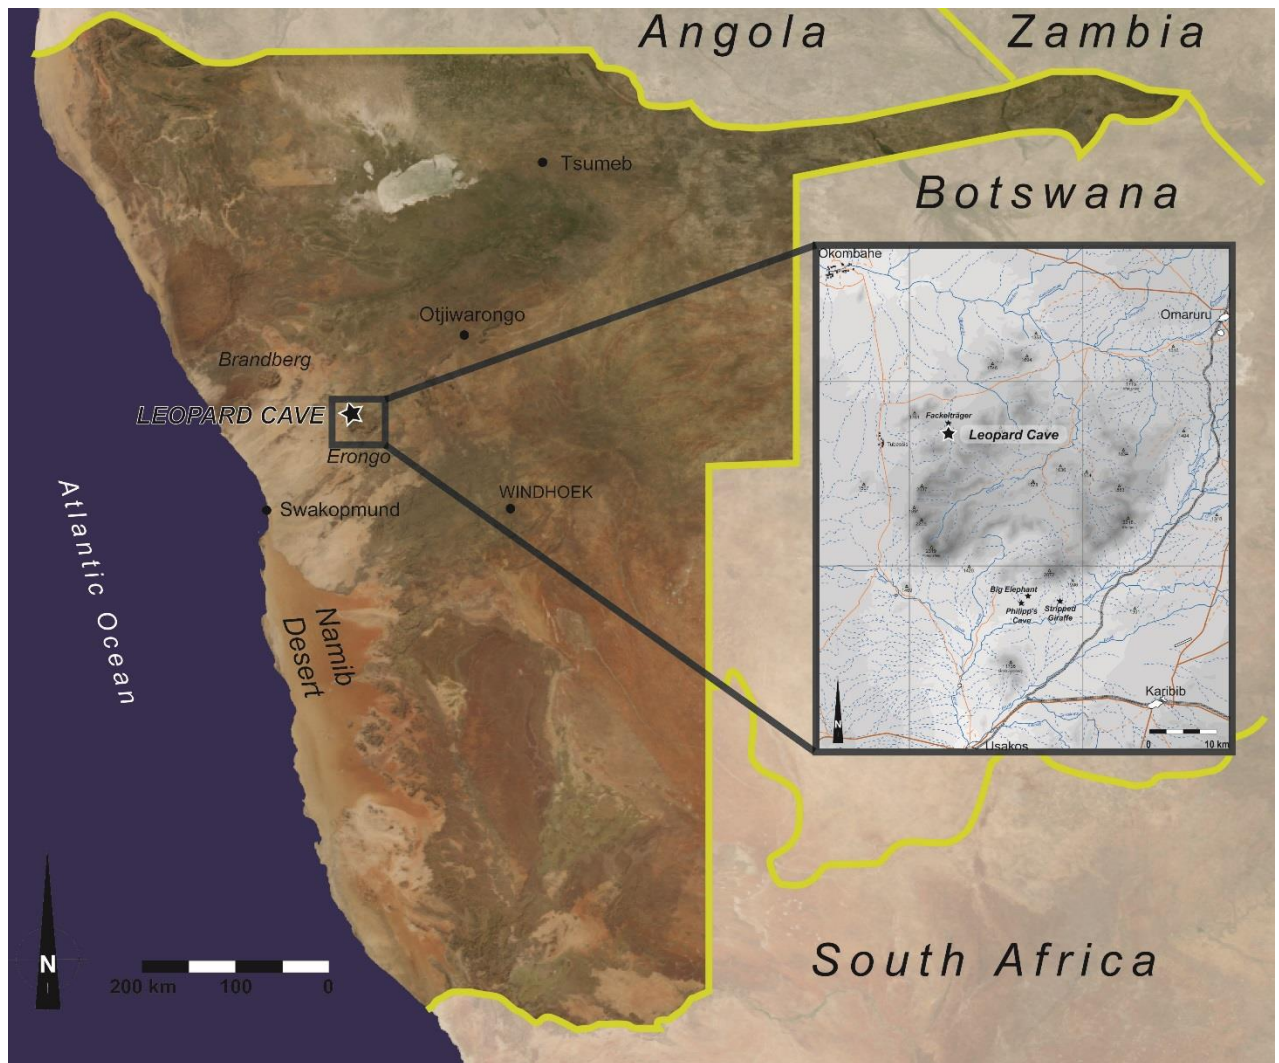 Angola
Zambia
Tsumeb
Botswana
Okombahe
Omaruru
Otjiwarongo
Brandberg
LEOPARD CAVE
Erongo
Fackelträger
Leopard Cave
WINDHOEK
Swakopmund
Atlantic Ocean
Namib
Desert
Big Elephant
Philipp's
Cave
Stripped
Giraffe
Karibib
N
0 10 km
Usakos
South Africa
N
200 km 100 0